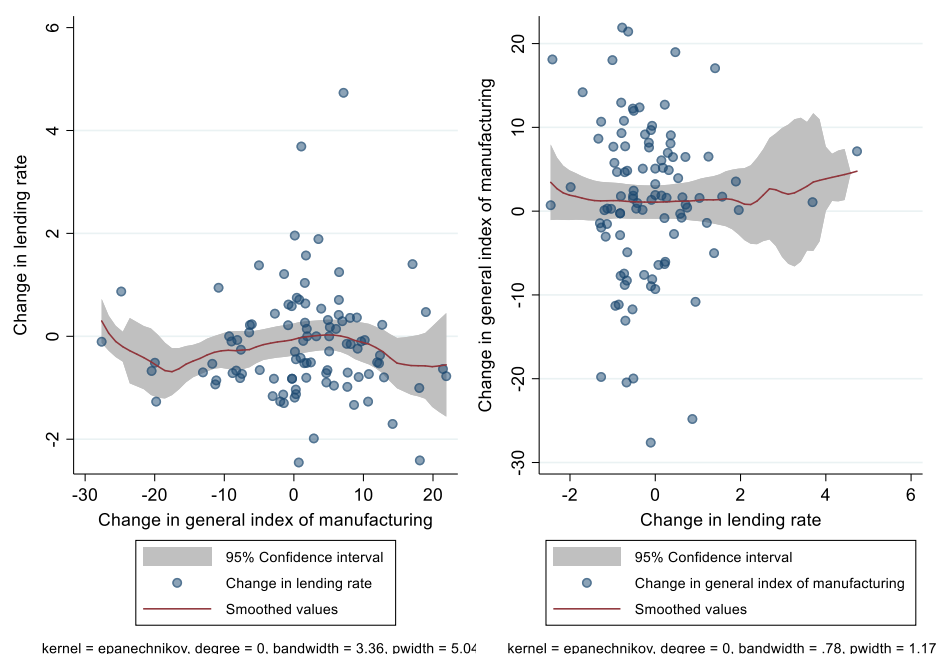 Change in lending rate
6
4
2
0
-2
-30
-20
-10
0
10
20
Change in general index of manufacturing
95% Confidence interval
Change in lending rate
Smoothed values
kernel = epanechnikov, degree = 0, bandwidth = 3.36, pwidth = 5.04
Change in general index of manufacturing
20
10
0
-10
-20
-30
-2
0
2
4
6
Change in lending rate
95% Confidence interval
Change in general index of manufacturing
Smoothed values
kernel = epanechnikov, degree = 0, bandwidth = .78, pwidth = 1.17